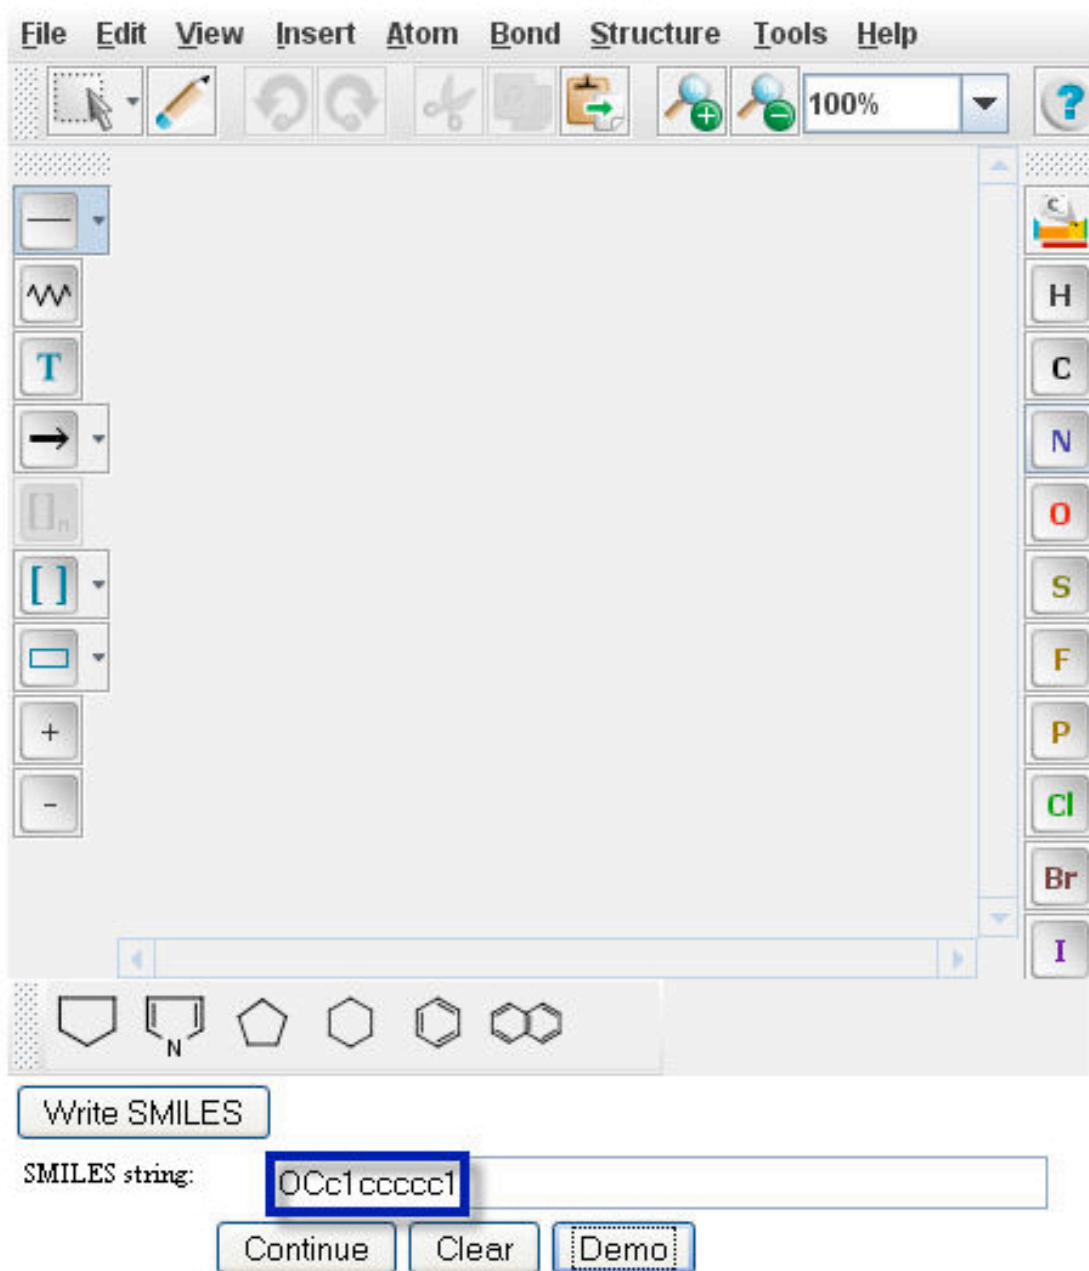 File Edit View Insert Atom Bond Structure Tools Help
100% ?
C
H
C
T
N
O
[ ]n
S
[ ]
F
+
P
-
Cl
Br
I
N
Write SMILES
SMILES string: OCc1ccccc1
Continue Clear Demo